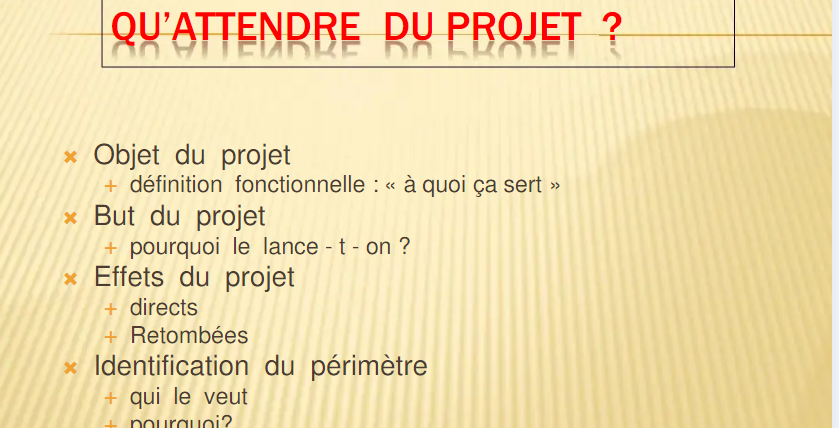 QU’ATTENDRE DU PROJET ?
Objet du projet
définition fonctionnelle : « à quoi ça sert »
But du projet
pourquoi le lance - t - on ?
Effets du projet
directs
Retombées
Identification du périmètre
qui le veut
pourquoi?